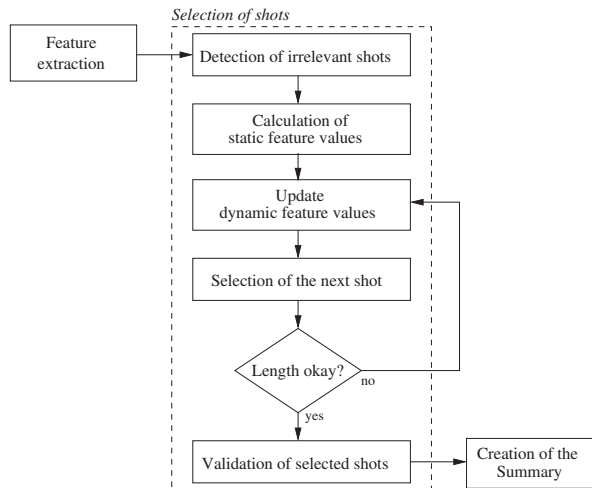 Selection of shots
Feature
extraction
Detection of irrelevant shots
Calculation of
static feature values
Update
dynamic feature values
Selection of the next shot
Length okay?
no
yes
Validation of selected shots
Creation of the
Summary